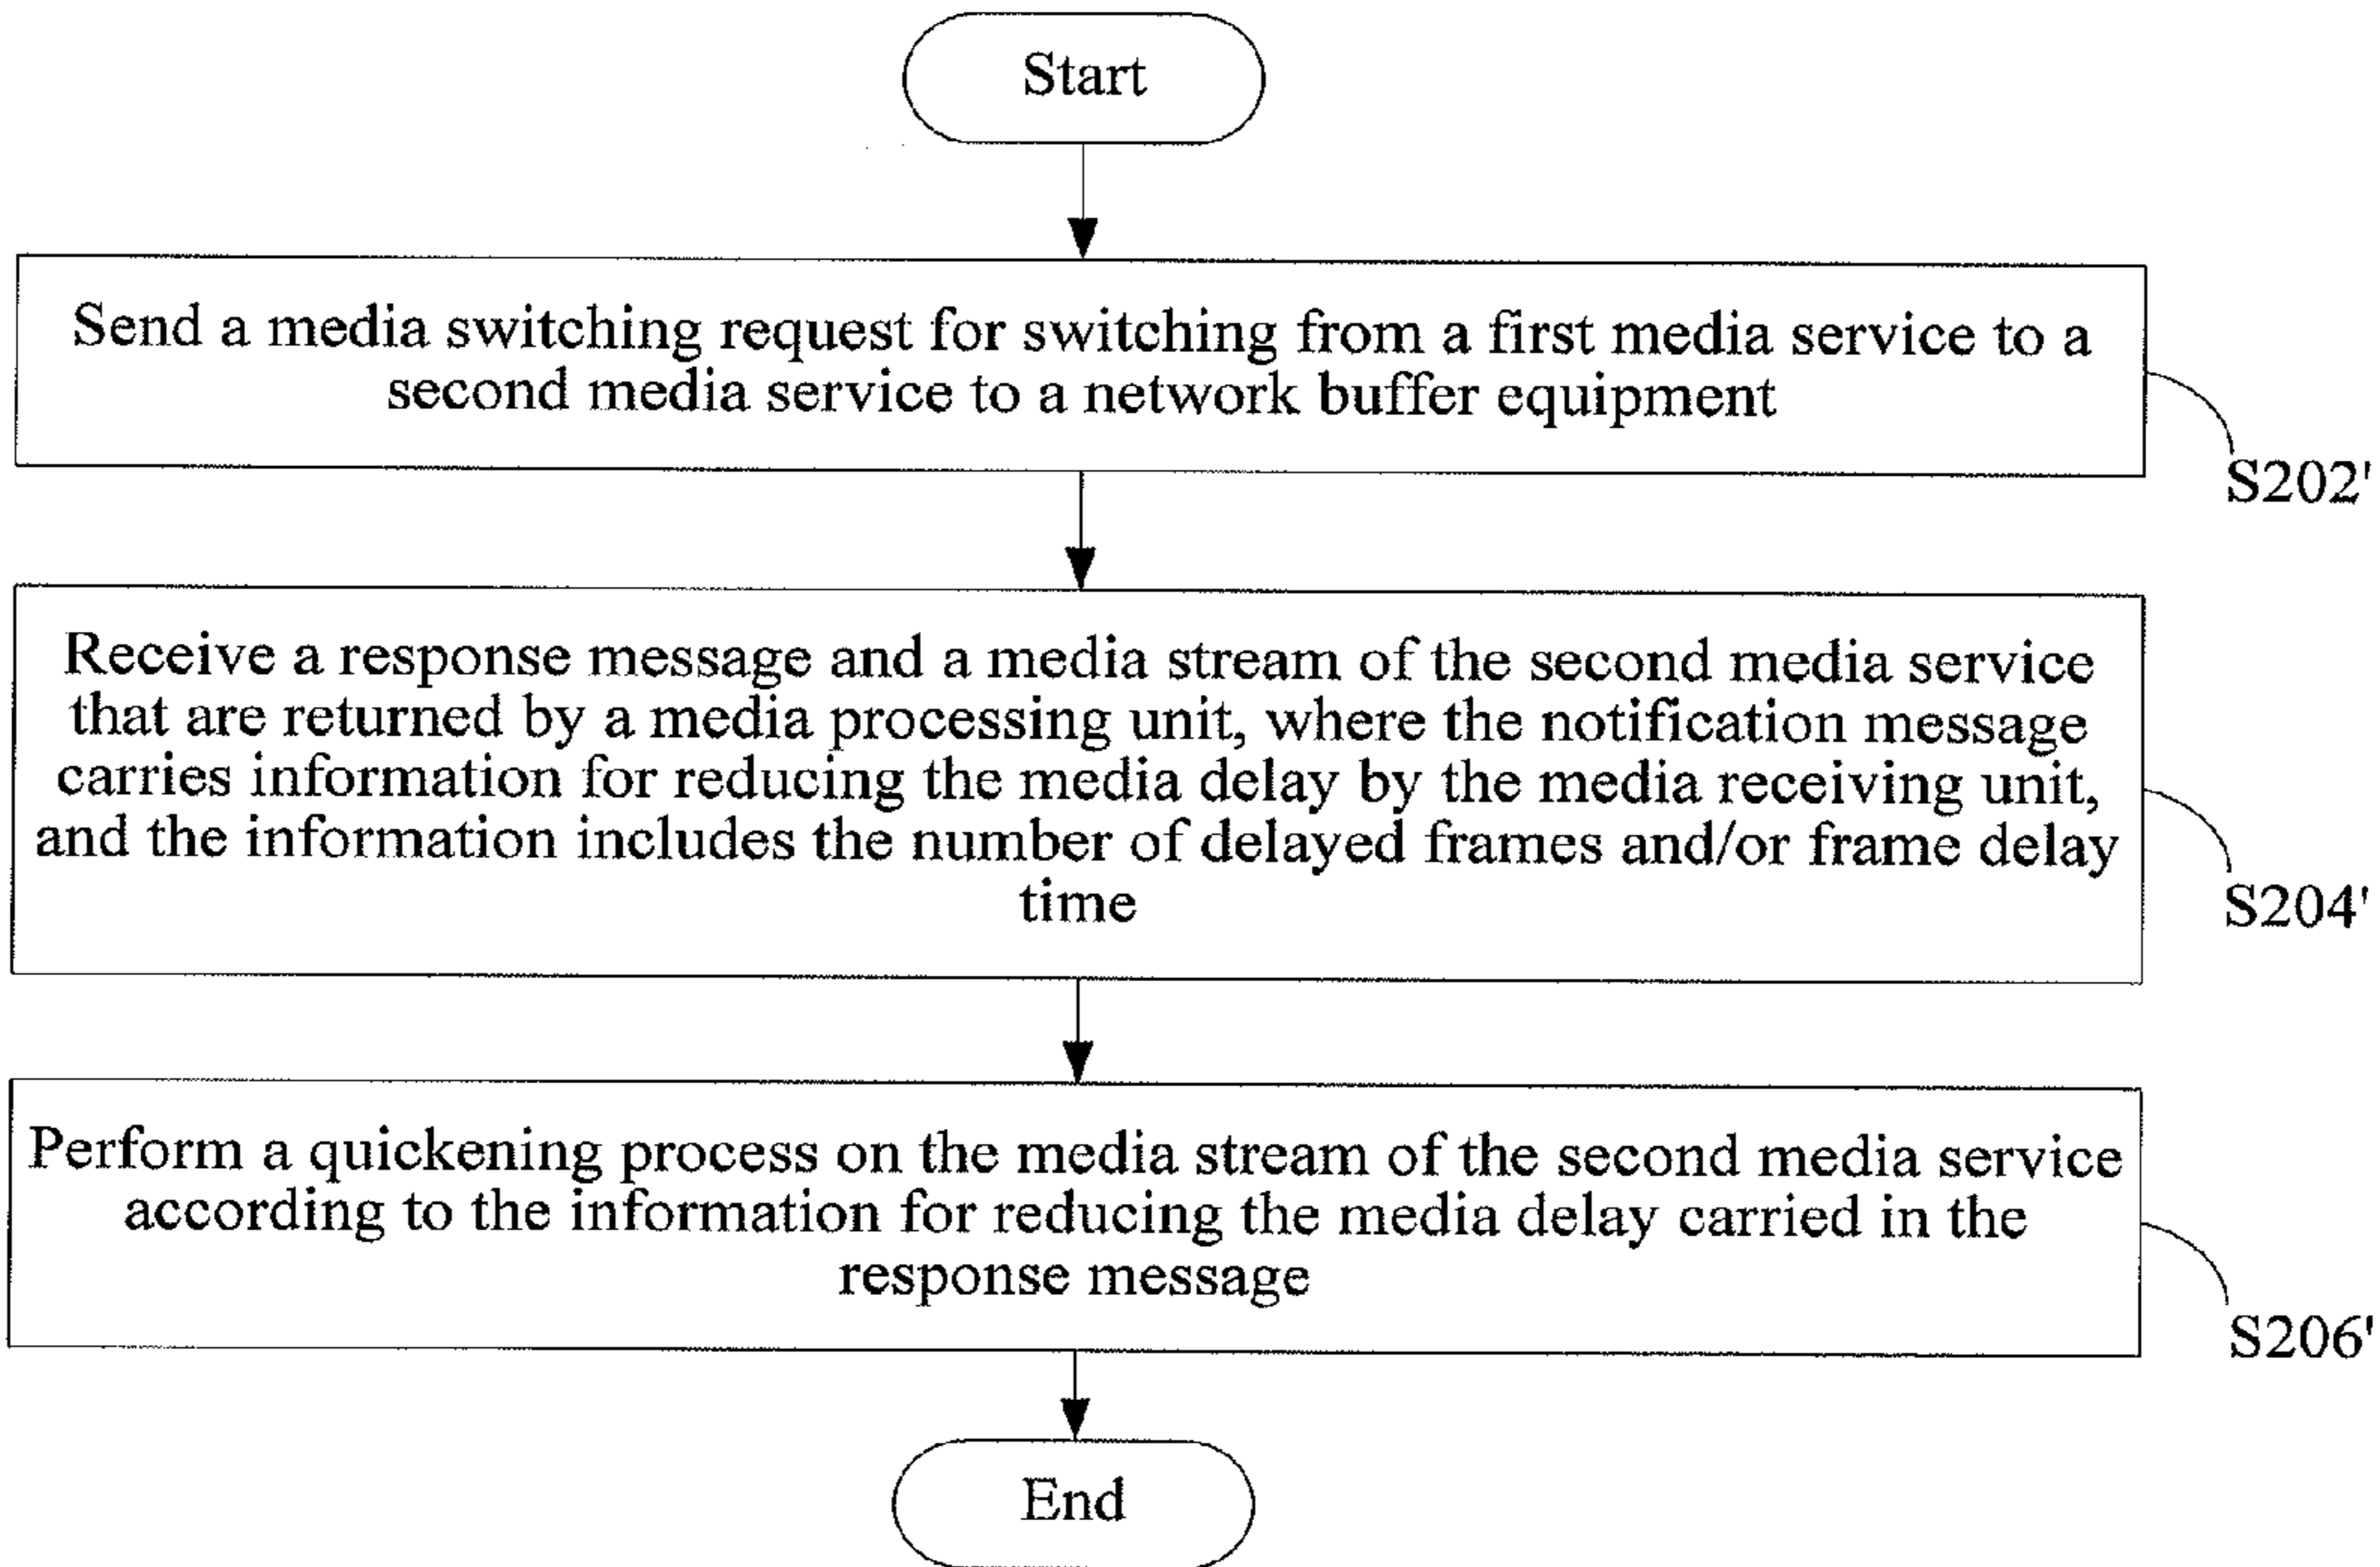 Start
Send a media switching request for switching from a first media service to a
second media service to a network buffer equipment
S202'
Receive a response message and a media stream of the second media service
that are returned by a media processing unit, where the notification message
carries information for reducing the media delay by the media receiving unit,
and the information includes the number of delayed frames and/or frame delay
time
S204'
Perform a quickening process on the media stream of the second media service
according to the information for reducing the media delay carried in the
response message
S206'
End